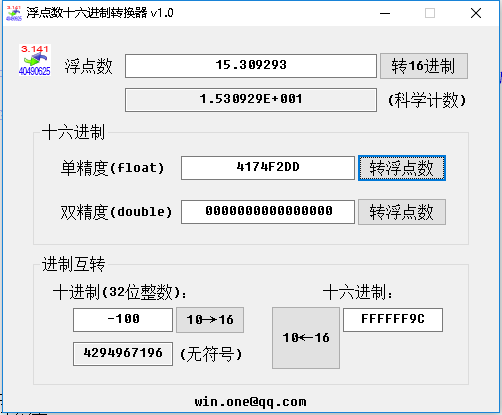 浮点数十六进制转换器 v1.0
3.141
40490625
浮点数 15.309293 转16进制
1.530929E+001 (科学计数)
十六进制
单精度(float) 4174F2DD 转浮点数
双精度(double) 0000000000000000 转浮点数
进制互转
十进制(32位整数): 十六进制:
-100 10→16 10←16 FFFFFF9C
4294967196 (无符号)
win.one@qq.com